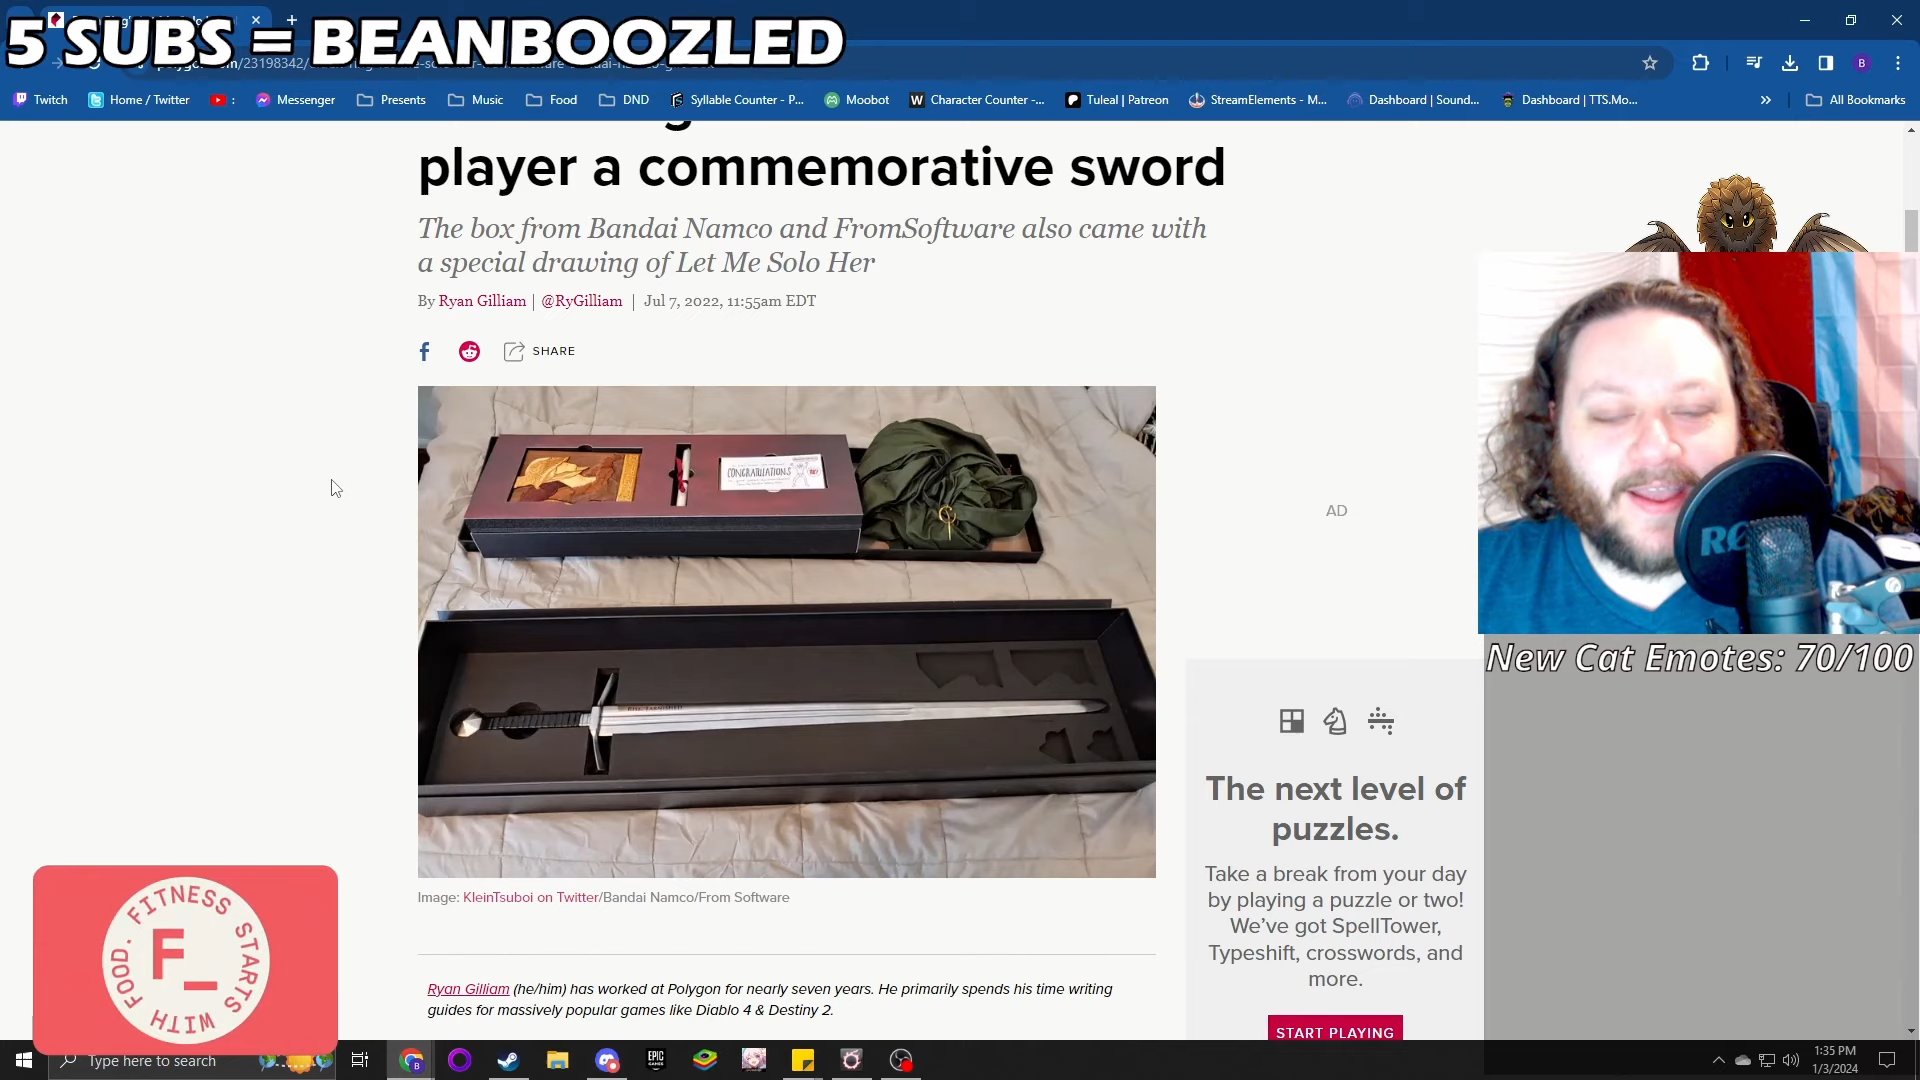 5 SUBS = BEANBOOZLED
Twitch
Home / Twitter
:
Messenger
Presents
Music
Food
DND
Syllable Counter - P...
Moobot
Character Counter -...
Tuleal | Patreon
StreamElements - M...
Dashboard | Sound...
Dashboard | TTS.Mo...
»
All Bookmarks
player a commemorative sword
The box from Bandai Namco and FromSoftware also came with
a special drawing of Let Me Solo Her
By Ryan Gilliam | @RyGilliam | Jul 7, 2022, 11:55am EDT
SHARE
CONGRATULATIONS
AD
RØ
New Cat Emotes: 70/100
The next level of
puzzles.
Take a break from your day
by playing a puzzle or two!
We've got SpellTower,
Typeshift, crosswords, and
more.
START PLAYING
Image: KleinTsuboi on Twitter/Bandai Namco/From Software
Ryan Gilliam (he/him) has worked at Polygon for nearly seven years. He primarily spends his time writing
guides for massively popular games like Diablo 4 & Destiny 2.
FITNESS STARTS WITH FOOD.
F_
Type here to search
EPIC
GAMES
1:35 PM
1/3/2024